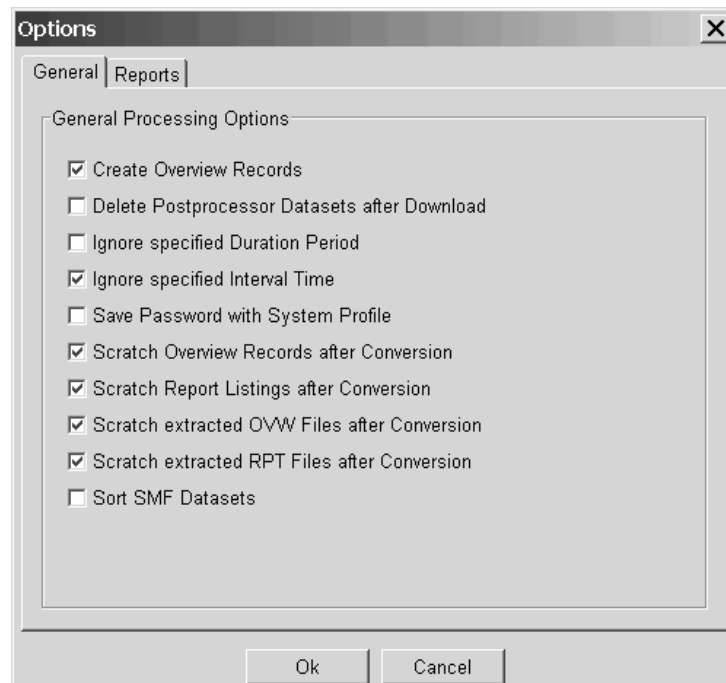 Options
General Reports
General Processing Options
Create Overview Records
Delete Postprocessor Datasets after Download
Ignore specified Duration Period
Ignore specified Interval Time
Save Password with System Profile
Scratch Overview Records after Conversion
Scratch Report Listings after Conversion
Scratch extracted OVW Files after Conversion
Scratch extracted RPT Files after Conversion
Sort SMF Datasets
Ok Cancel